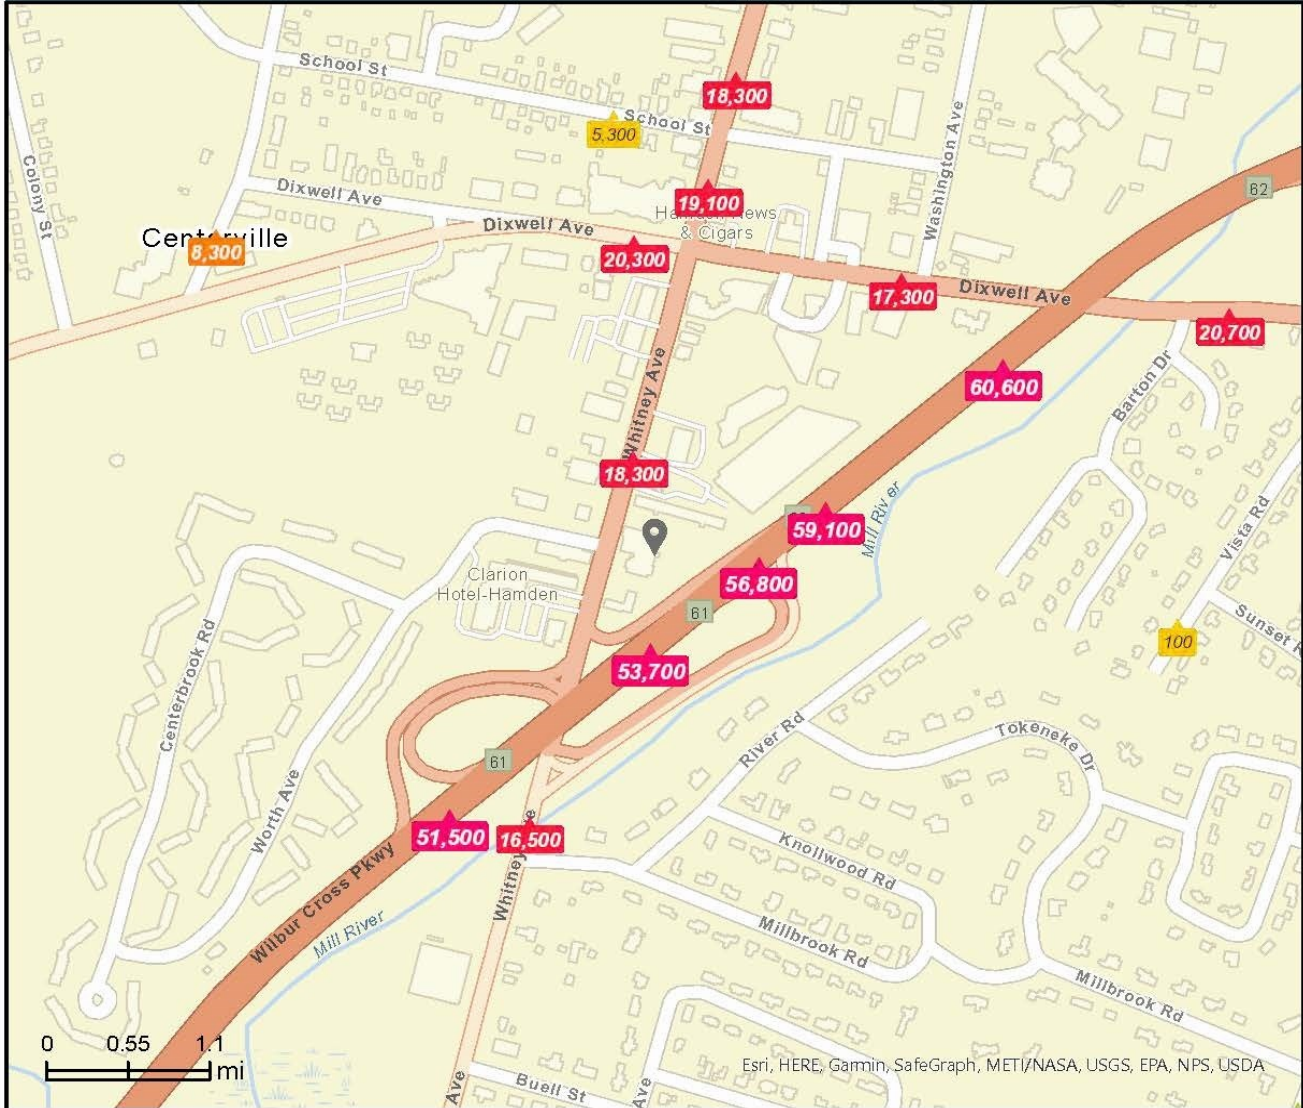 18,300
School St
School St
5,300
Washington Ave
Colony St
62
Dixwell Ave
19,100
Hamden News
& Cigars
Centerville
8,300
Dixwell Ave
20,300
17,300
Dixwell Ave
20,700
60,600
Barton Dr
Whitney Ave
18,300
59,100
Mill River
Vista Rd
Clarion
Hotel-Hamden
56,800
61
100
Sunset R
53,700
Centerbrook Rd
River Rd
Tokeneke Dr
61
Worth Ave
51,500
16,500
Whitney Ave
Knollwood Rd
Wilbur Cross Pkwy
Mill River
Millbrook Rd
Millbrook Rd
0 0.55 1.1
mi
Esri, HERE, Garmin, SafeGraph, METI/NASA, USGS, EPA, NPS, USDA
Ave
Buell St
Ave